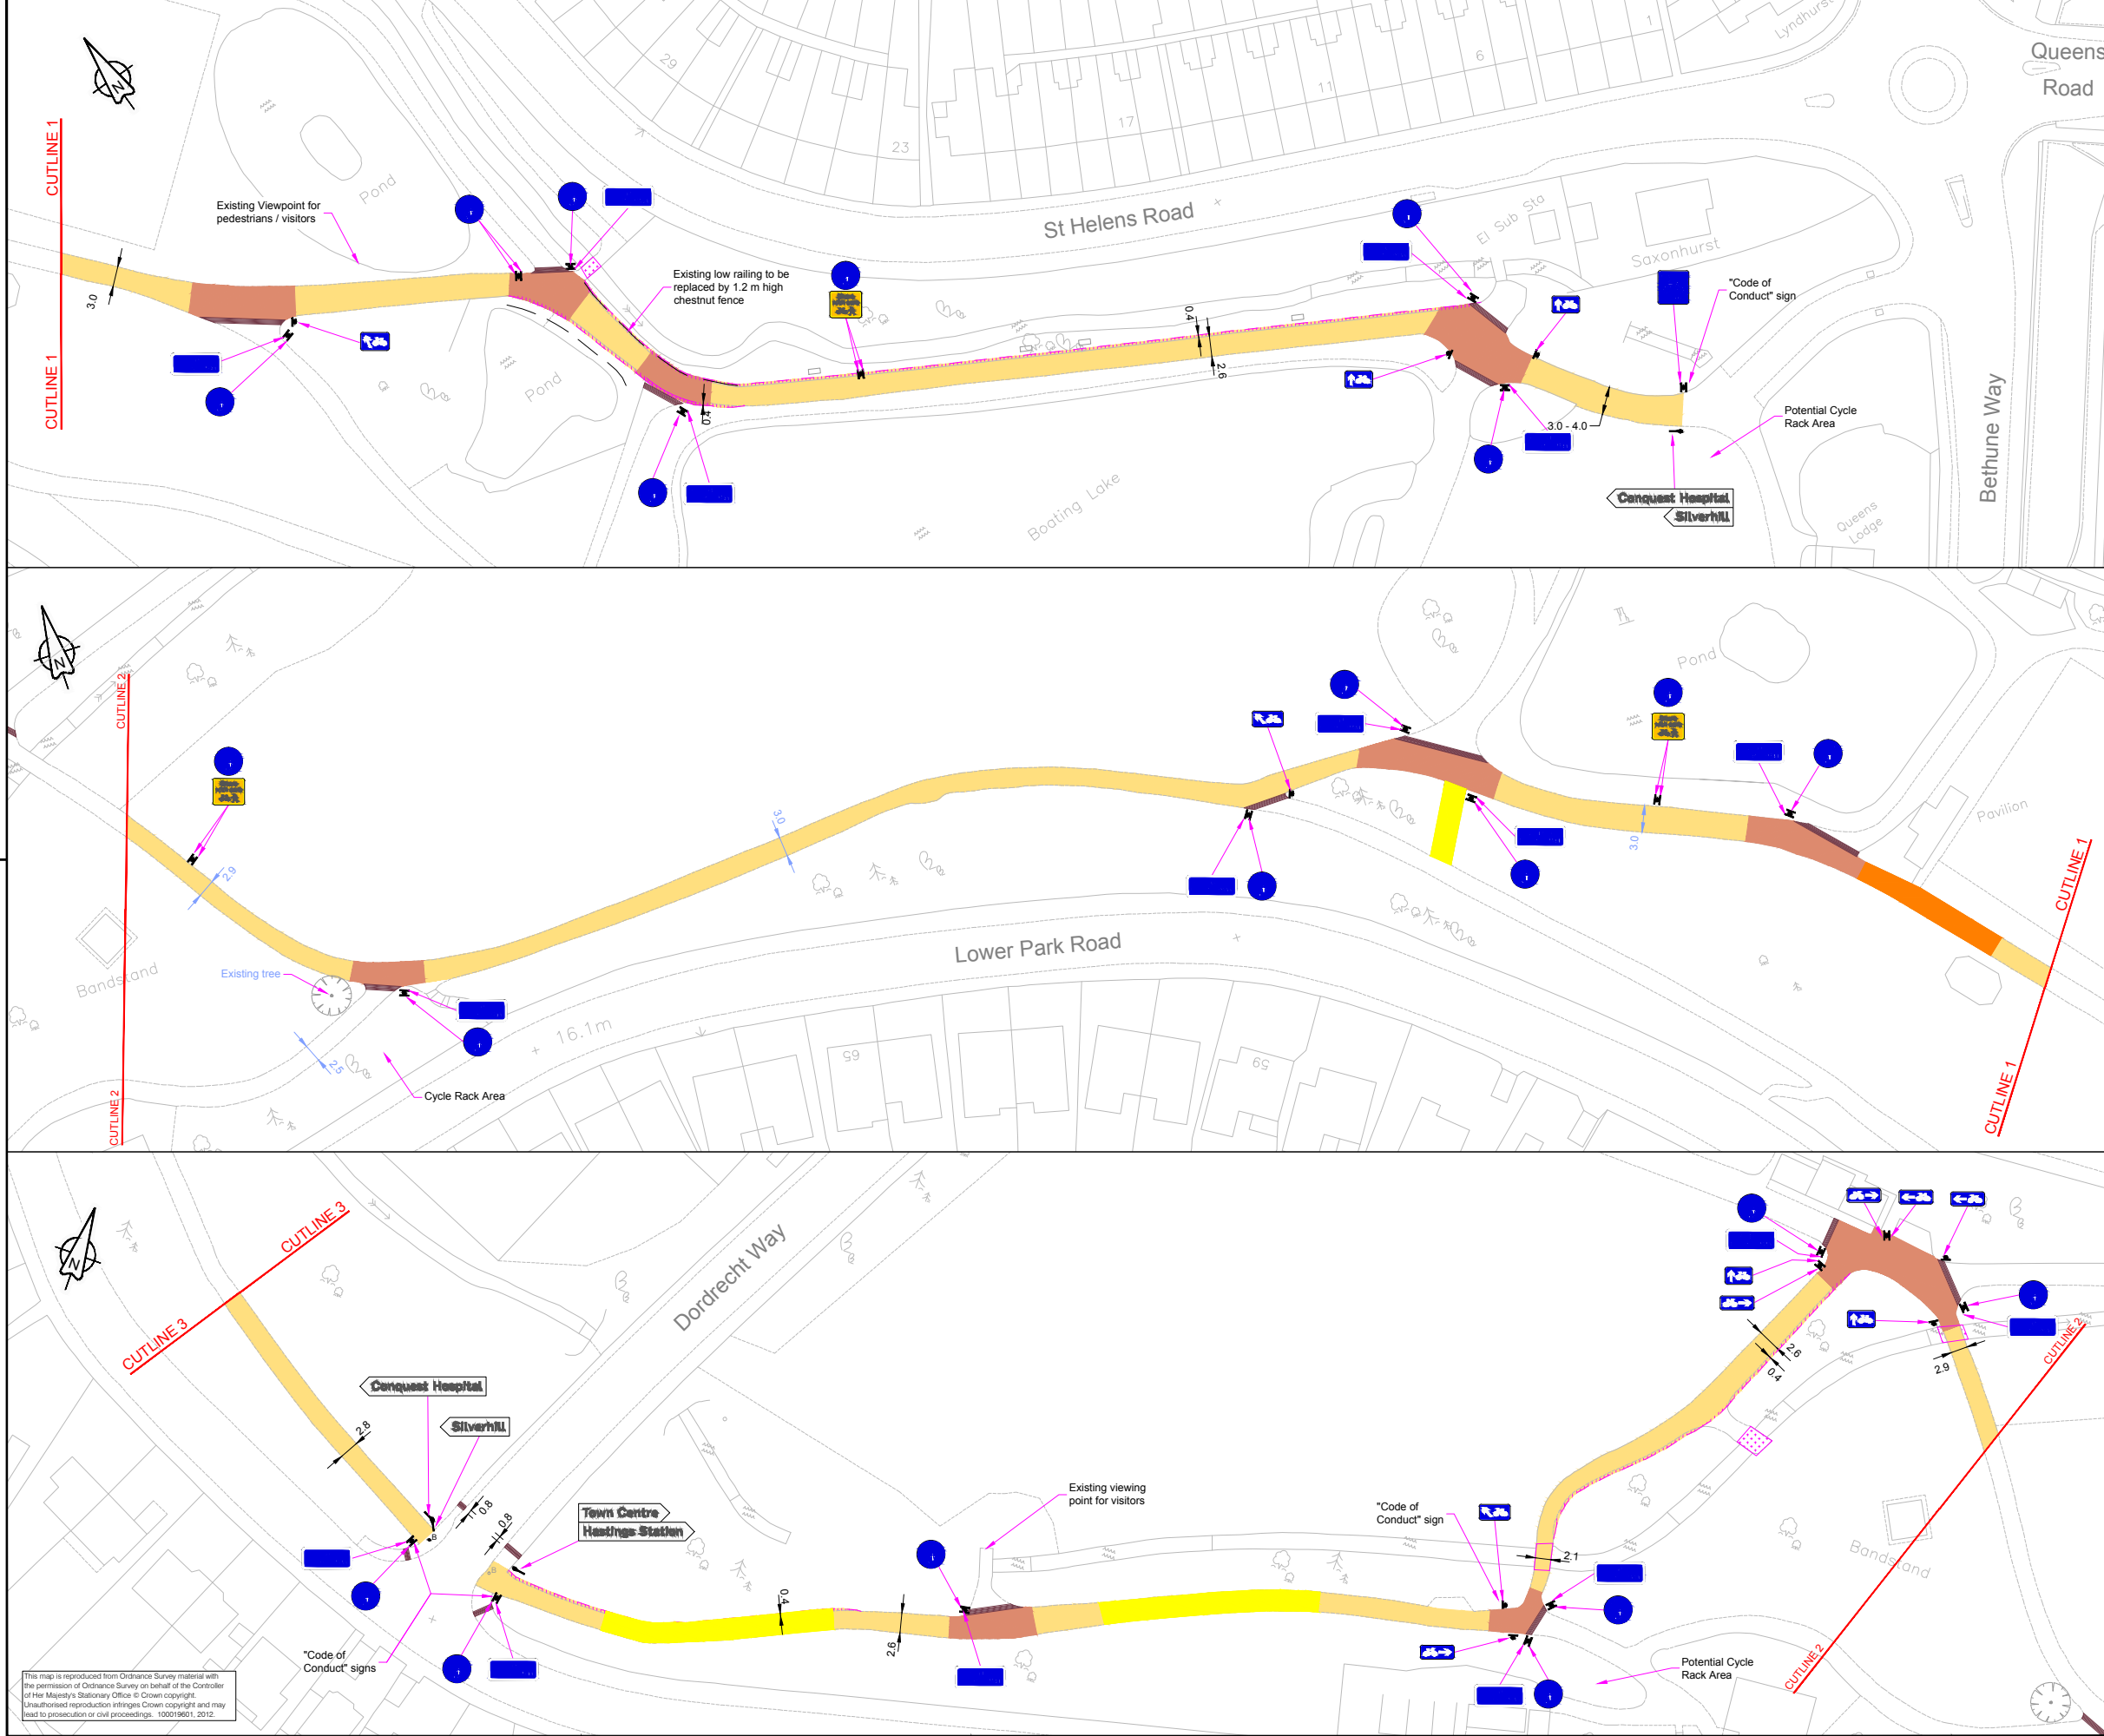 Queens
Road
Lyndhurst
1
6
11
17
23
29
N
CUTLINE 1
CUTLINE 1
Pond
Existing Viewpoint for
pedestrians / visitors
St Helens Road
El Sub Sta
Saxonhurst
"Code of
Conduct" sign
Existing low railing to be
replaced by 1.2 m high
chestnut fence
3.0
0.4
2.6
Pond
3.0 - 4.0
Potential Cycle
Rack Area
Bethune Way
Boating Lake
Conquest Hospital
Silverhill
Queens
Lodge
N
CUTLINE 2
CUTLINE 2
Pond
Pavilion
3.0
3.0
2.9
CUTLINE 1
CUTLINE 1
Lower Park Road
Existing tree
Bandstand
16.1m
2.5
65
59
Cycle Rack Area
N
CUTLINE 3
CUTLINE 3
Dordrecht Way
2.6
0.4
2.9
CUTLINE 2
CUTLINE 2
Conquest Hospital
Silverhill
2.8
0.8
0.8
Existing viewing
point for visitors
Town Centre
Hastings Station
"Code of
Conduct" sign
2.1
Bandstand
0.4
2.6
"Code of
Conduct" signs
Potential Cycle
Rack Area
This map is reproduced from Ordnance Survey material with
the permission of Ordnance Survey on behalf of the Controller
of Her Majesty's Stationary Office © Crown copyright.
Unauthorised reproduction infringes Crown copyright and may
lead to prosecution or civil proceedings. 100019601, 2012.